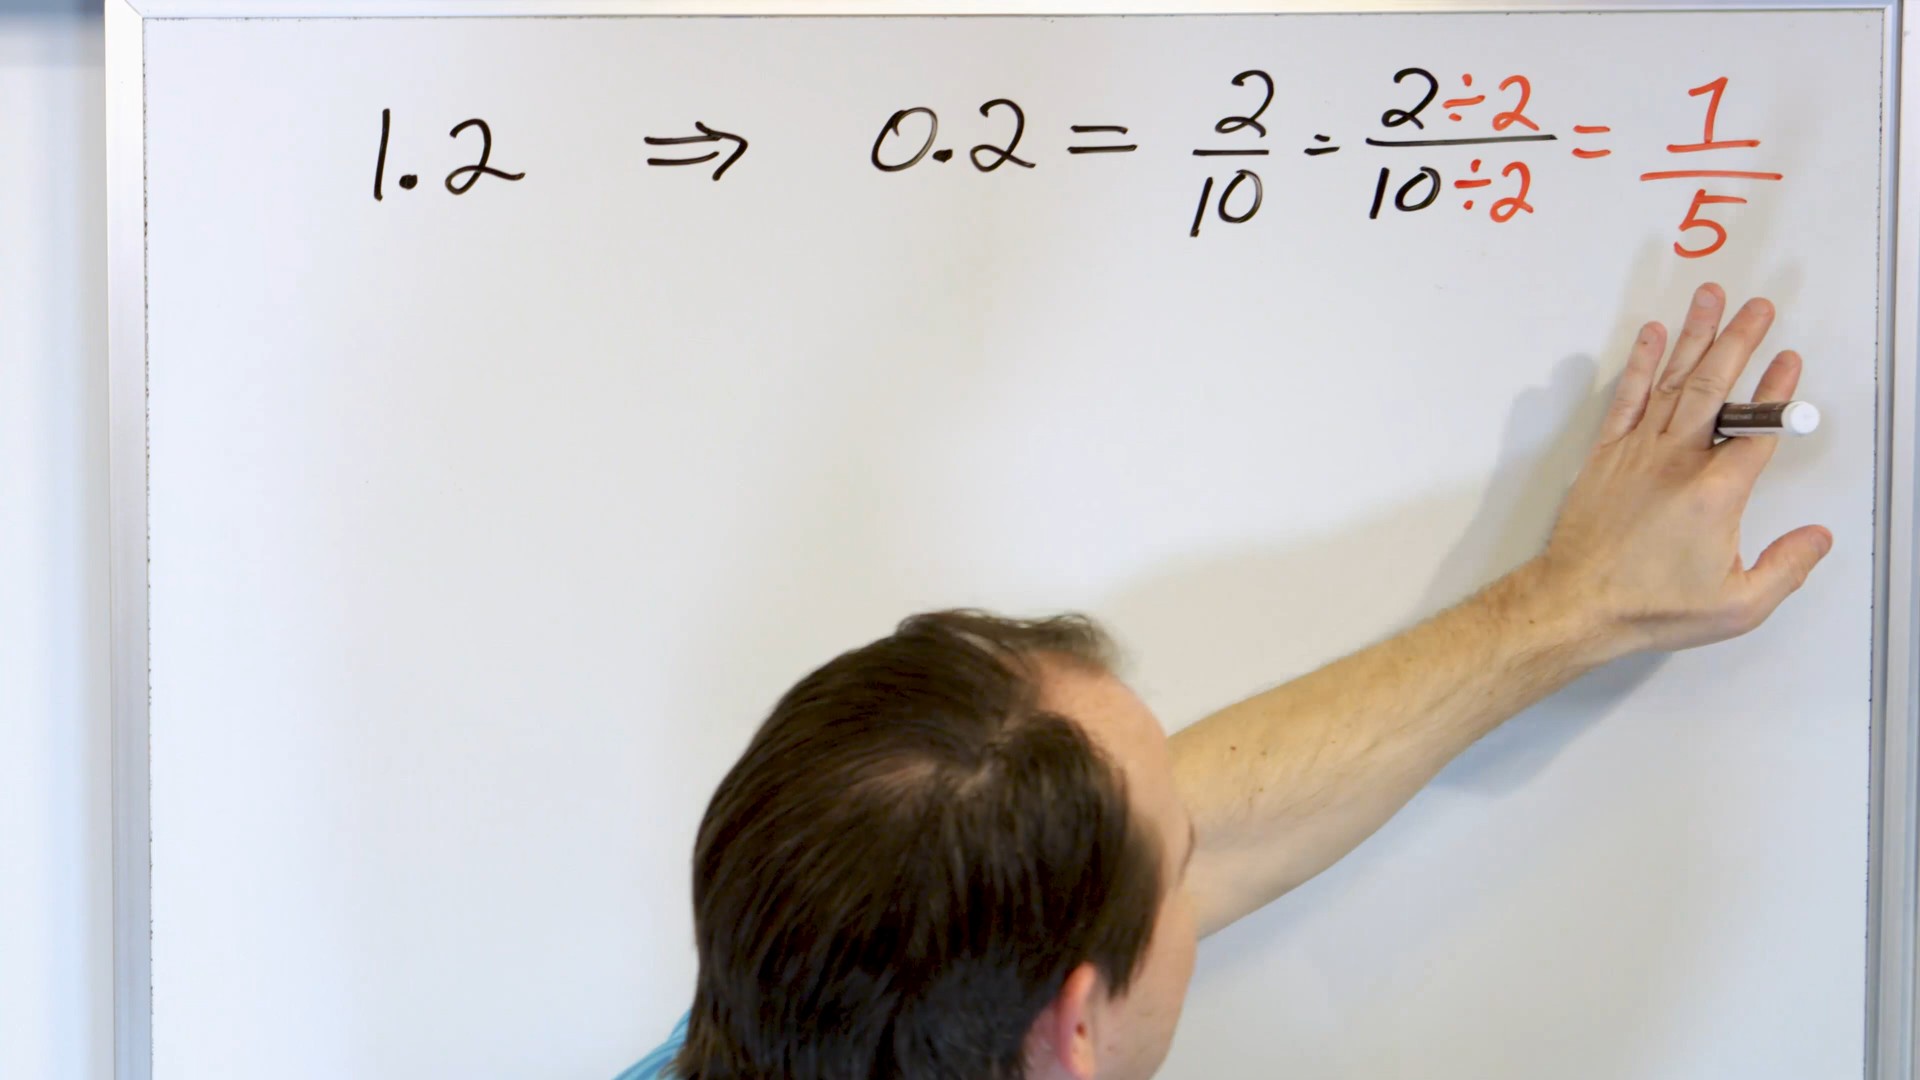 1.2 ⇒ 0.2 = 2/10 = 2÷2/10÷2 = 1/5